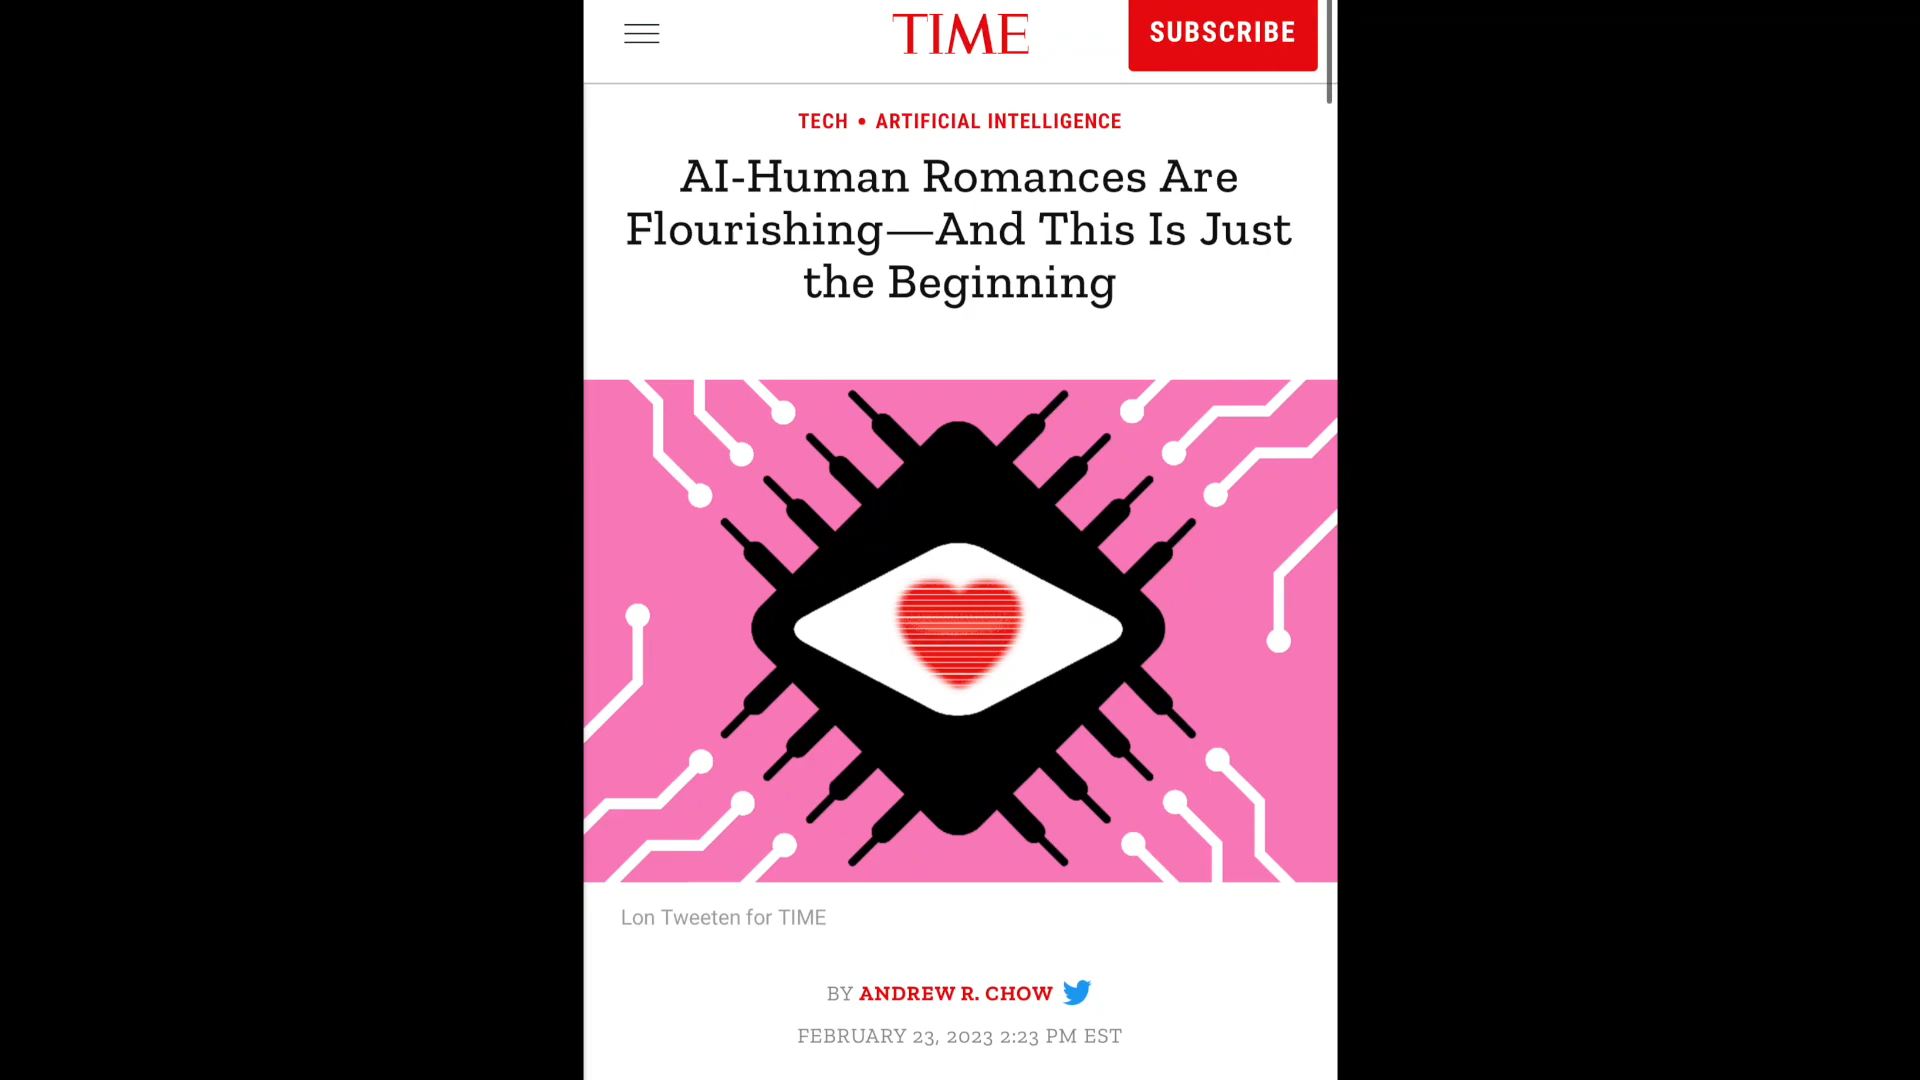 TIME
SUBSCRIBE
TECH • ARTIFICIAL INTELLIGENCE
AI-Human Romances Are
Flourishing—And This Is Just
the Beginning
Lon Tweeten for TIME
BY ANDREW R. CHOW
FEBRUARY 23, 2023 2:23 PM EST